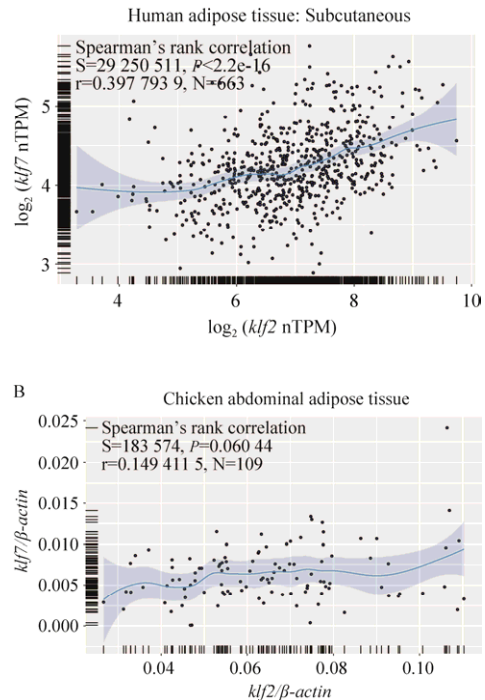 Human adipose tissue: Subcutaneous
Spearman's rank correlation
S=29 250 511, P<2.2e-16
r=0.397 793 9, N=663
5
4
3
log₂ (klf7 nTPM)
4 6 8 10
log₂ (klf2 nTPM)
B
Chicken abdominal adipose tissue
Spearman's rank correlation
S=183 574, P=0.060 44
r=0.149 411 5, N=109
0.025
0.020
0.015
0.010
0.005
0.000
klf7/β-actin
0.04 0.06 0.08 0.10
klf2/β-actin